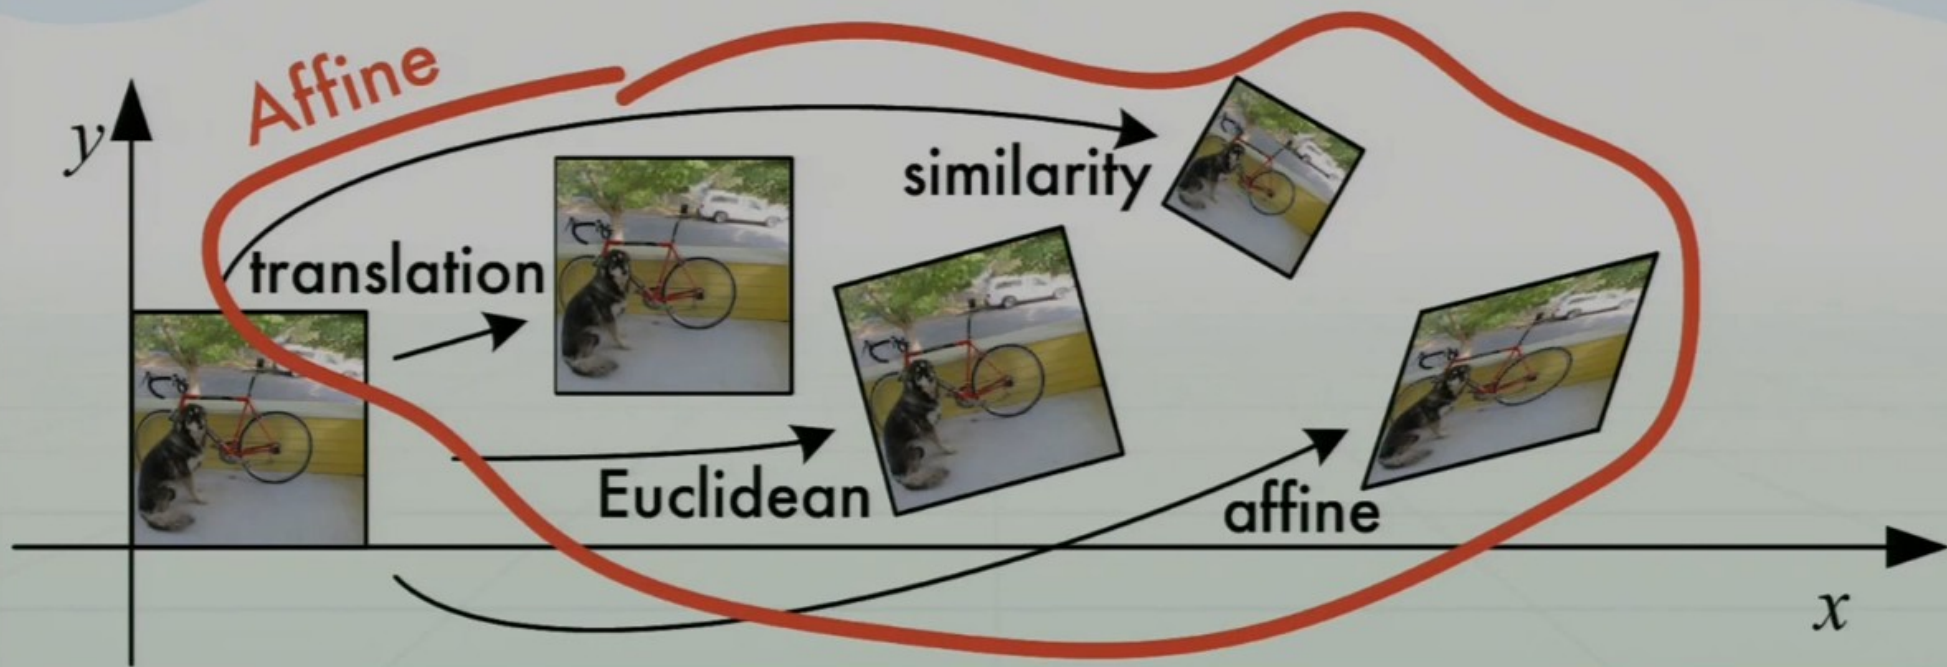 Affine
y
similarity
translation
Euclidean
affine
x